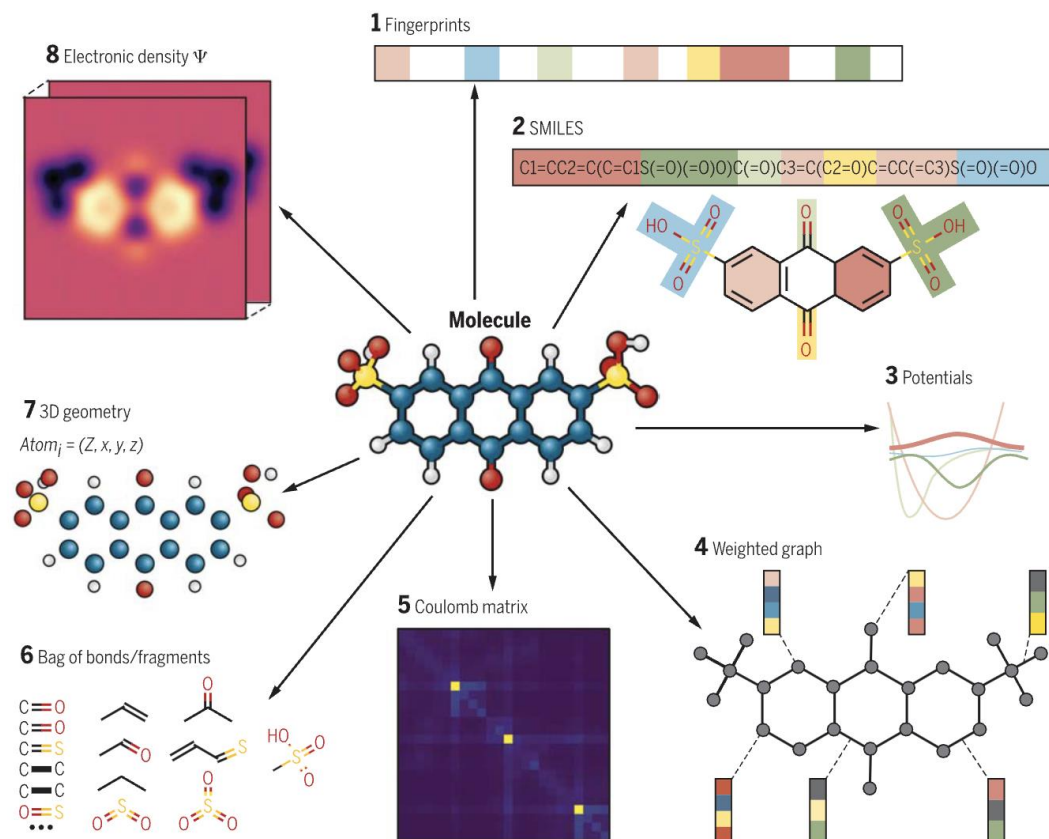 1 Fingerprints
8 Electronic density Ψ
2 SMILES
C1=CC2=C(C=C1S(=O)(=O)O)C(=O)C3=C(C2=O)C=CC(=C3)S(=O)(=O)O
O O O
HO S S OH
O O
O
Molecule
3 Potentials
7 3D geometry
Atomi = (Z, x, y, z)
4 Weighted graph
5 Coulomb matrix
6 Bag of bonds/fragments
C=O
C=O
C=S
C-C
C-C
O=S
•••
O
O
S
O O
O
S
O O
S
HO O
S
O